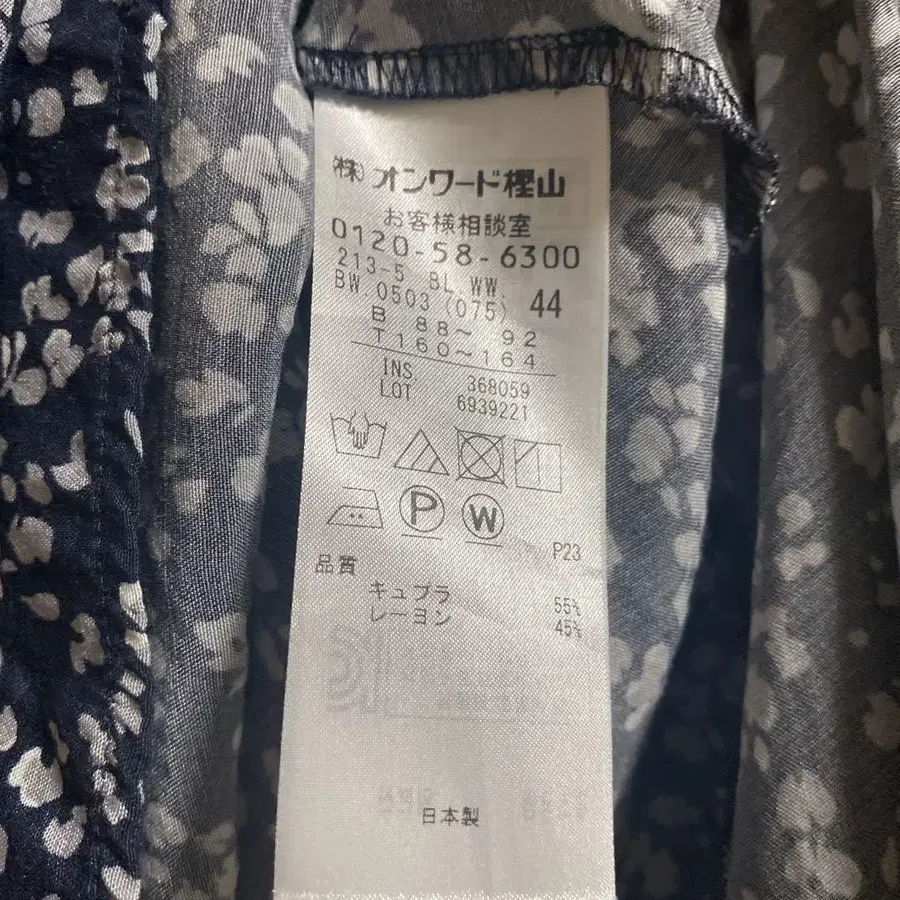 (株)オンワード樫山
お客様相談室
0120-58-6300
213-5 BL.WW.
BW.0503 (075) 44
B 88～ 92
T160～164
INS 368059
LOT 6939221
P
W
P23
品質
キュプラ 55%
レーヨン 45%
日本製